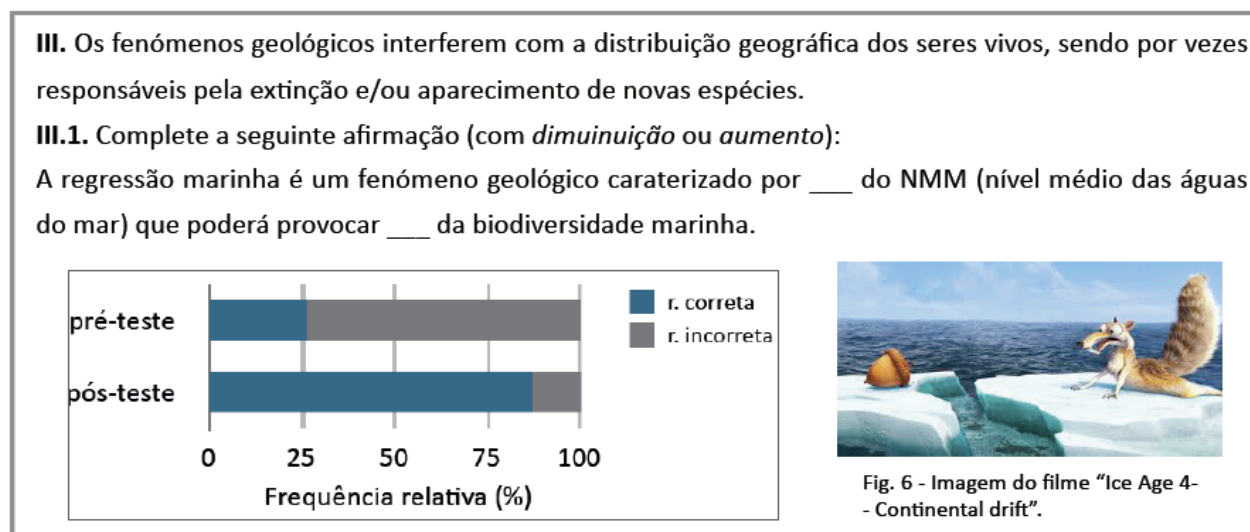 III. Os fenómenos geológicos interferem com a distribuição geográfica dos seres vivos, sendo por vezes
responsáveis pela extinção e/ou aparecimento de novas espécies.
III.1. Complete a seguinte afirmação (com dimuinuição ou aumento):
A regressão marinha é um fenómeno geológico caraterizado por ___ do NMM (nível médio das águas
do mar) que poderá provocar ___ da biodiversidade marinha.
pré-teste
pós-teste
0 25 50 75 100
Frequência relativa (%)
r. correta
r. incorreta
Fig. 6 - Imagem do filme “Ice Age 4-
- Continental drift”.